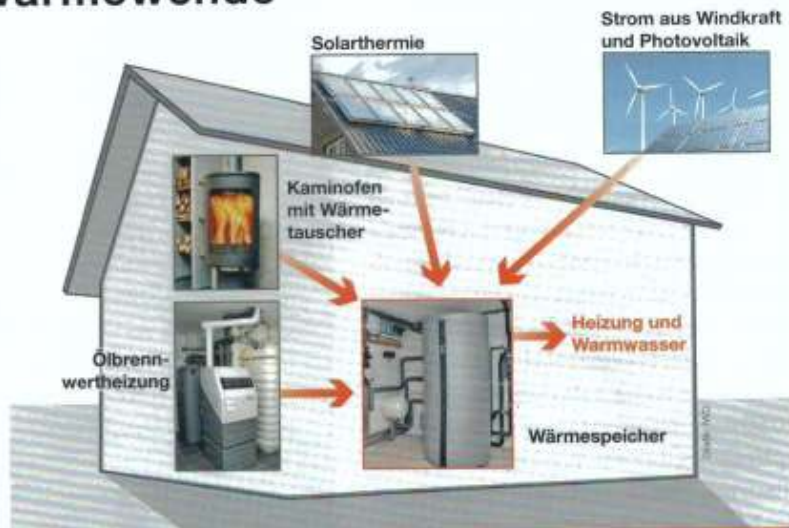 Solarthermie
Strom aus Windkraft
und Photovoltaik
Kaminofen
mit Wärme-
tauscher
Ölbrenn-
wertheizung
Heizung und
Warmwasser
Wärmespeicher